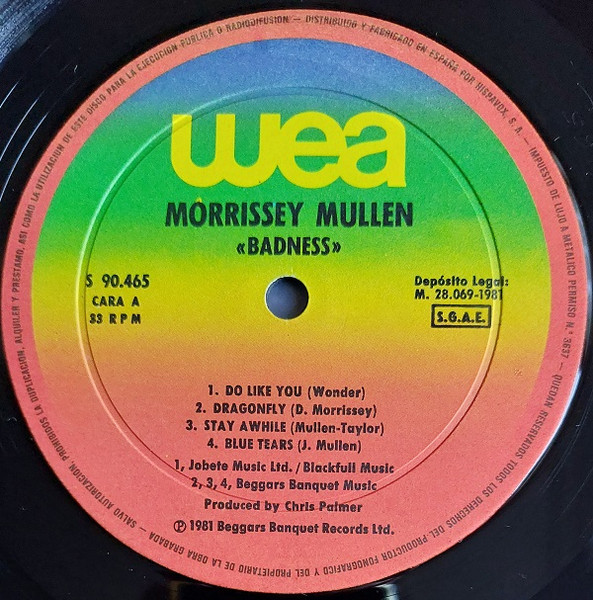 DISTRIBUIDO Y FABRICADO EN ESPAÑA POR HISPAVOX, S. A. — IMPUESTO DE LUJO A METALICO PERMISO N.° 3637 — QUEDAN RESERVADOS TODOS LOS DERECHOS DEL PRODUCTOR FONOGRAFICO Y DEL PROPIETARIO DE LA OBRA GRABADA — SALVO AUTORIZACION, PROHIBIDOS LA DUPLICACION, ALQUILER Y PRESTAMO, ASI COMO LA UTILIZACION DE ESTE DISCO PARA LA EJECUCION PUBLICA O RADIODIFUSION —
wea
MORRISSEY MULLEN
«BADNESS»
S 90.465
CARA A
33 RPM
Depósito Legal:
M. 28.069-1981
S.G.A.E.
1. DO LIKE YOU (Wonder)
2. DRAGONFLY (D. Morrissey)
3. STAY AWHILE (Mullen-Taylor)
4. BLUE TEARS (J. Mullen)
1, Jobete Music Ltd. / Blackfull Music
2, 3, 4, Beggars Banquet Music
Produced by Chris Palmer
Ⓟ 1981 Beggars Banquet Records Ltd.